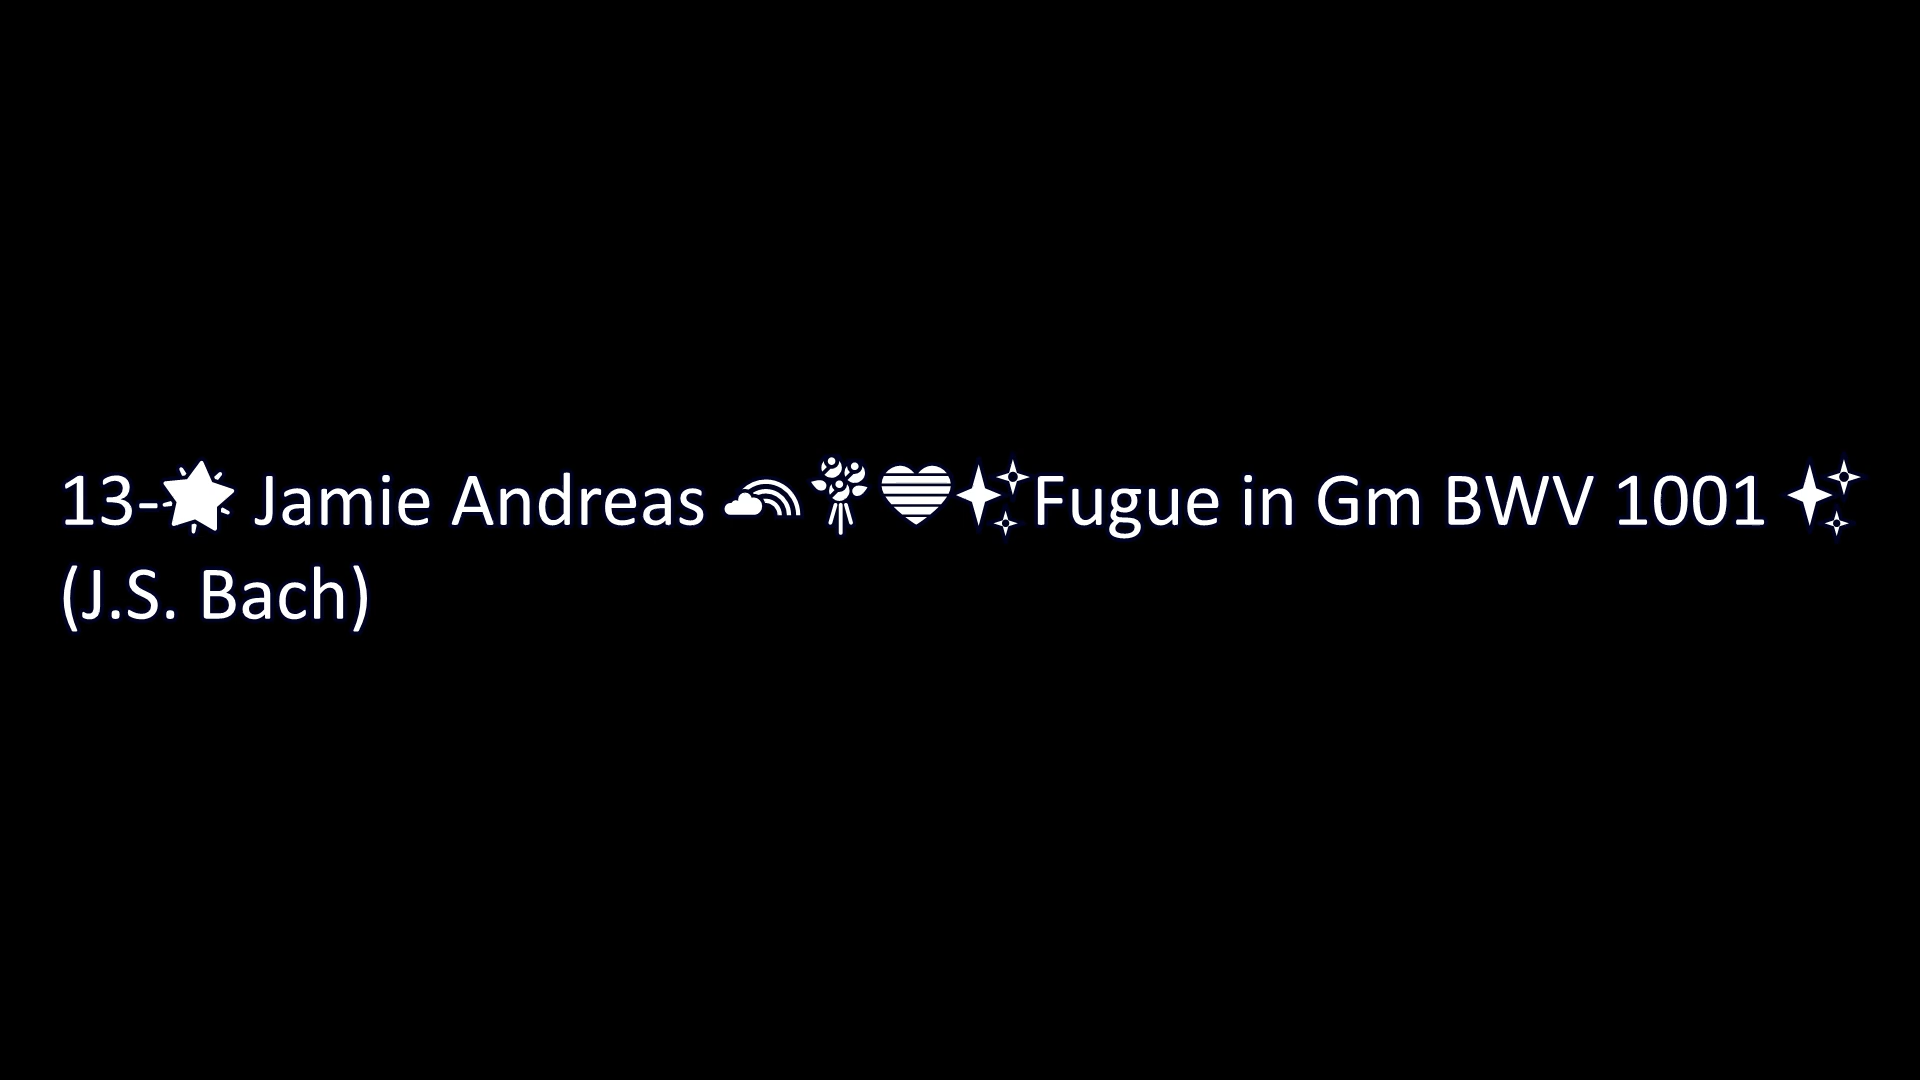 13-🌟 Jamie Andreas 🌈💐💙✨Fugue in Gm BWV 1001 ✨
(J.S. Bach)